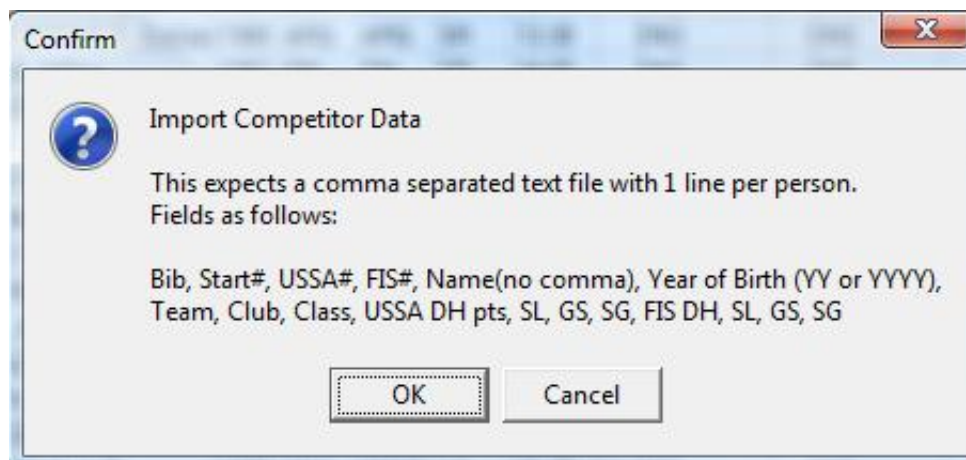 Confirm
Import Competitor Data
This expects a comma separated text file with 1 line per person.
Fields as follows:
Bib, Start#, USSA#, FIS#, Name(no comma), Year of Birth (YY or YYYY),
Team, Club, Class, USSA DH pts, SL, GS, SG, FIS DH, SL, GS, SG
OK
Cancel